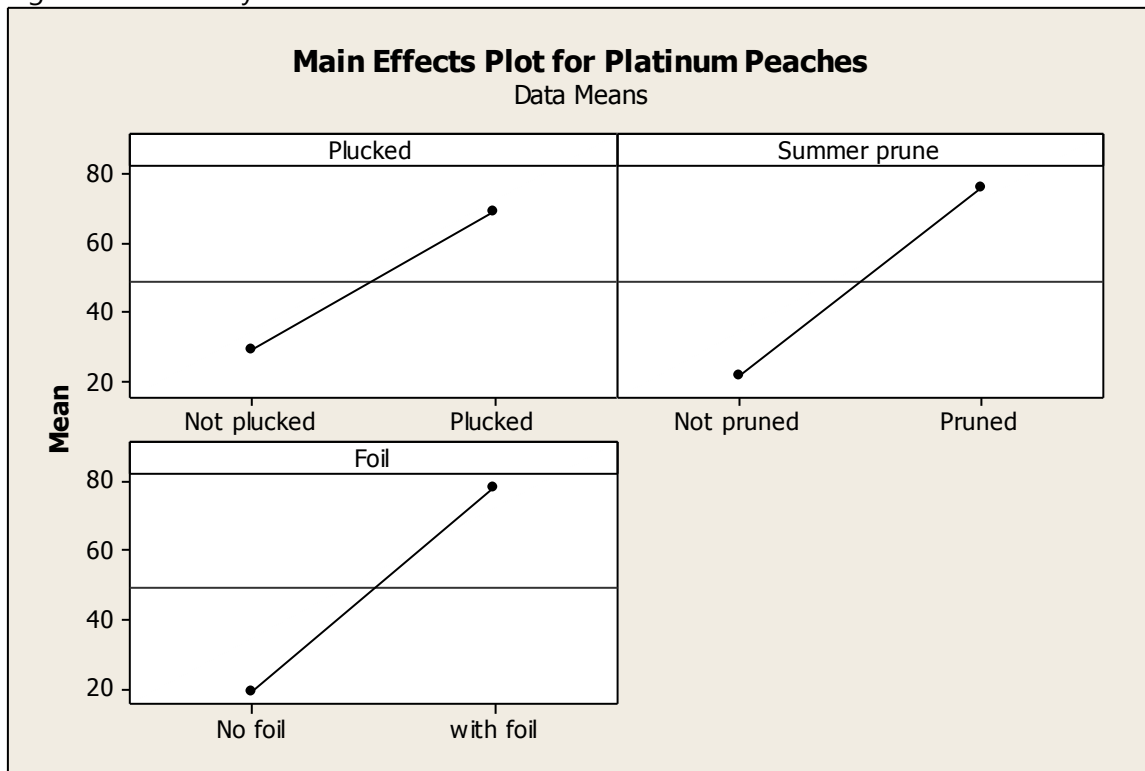 Main Effects Plot for Platinum Peaches
Data Means
Mean
Plucked
Summer prune
80
60
40
20
Not plucked
Plucked
Not pruned
Pruned
Foil
80
60
40
20
No foil
with foil